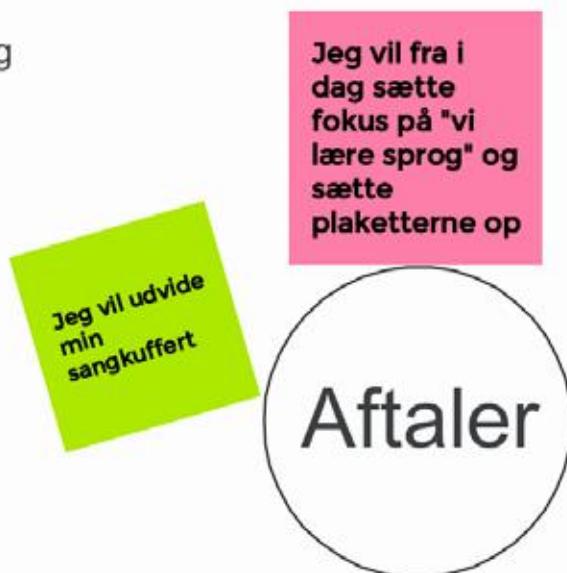 g
Jeg vil fra i
dag sætte
fokus på "vi
lære sprog" og
sætte
plaketterne op
Jeg vil udvide
min
sangkuffert
Aftaler